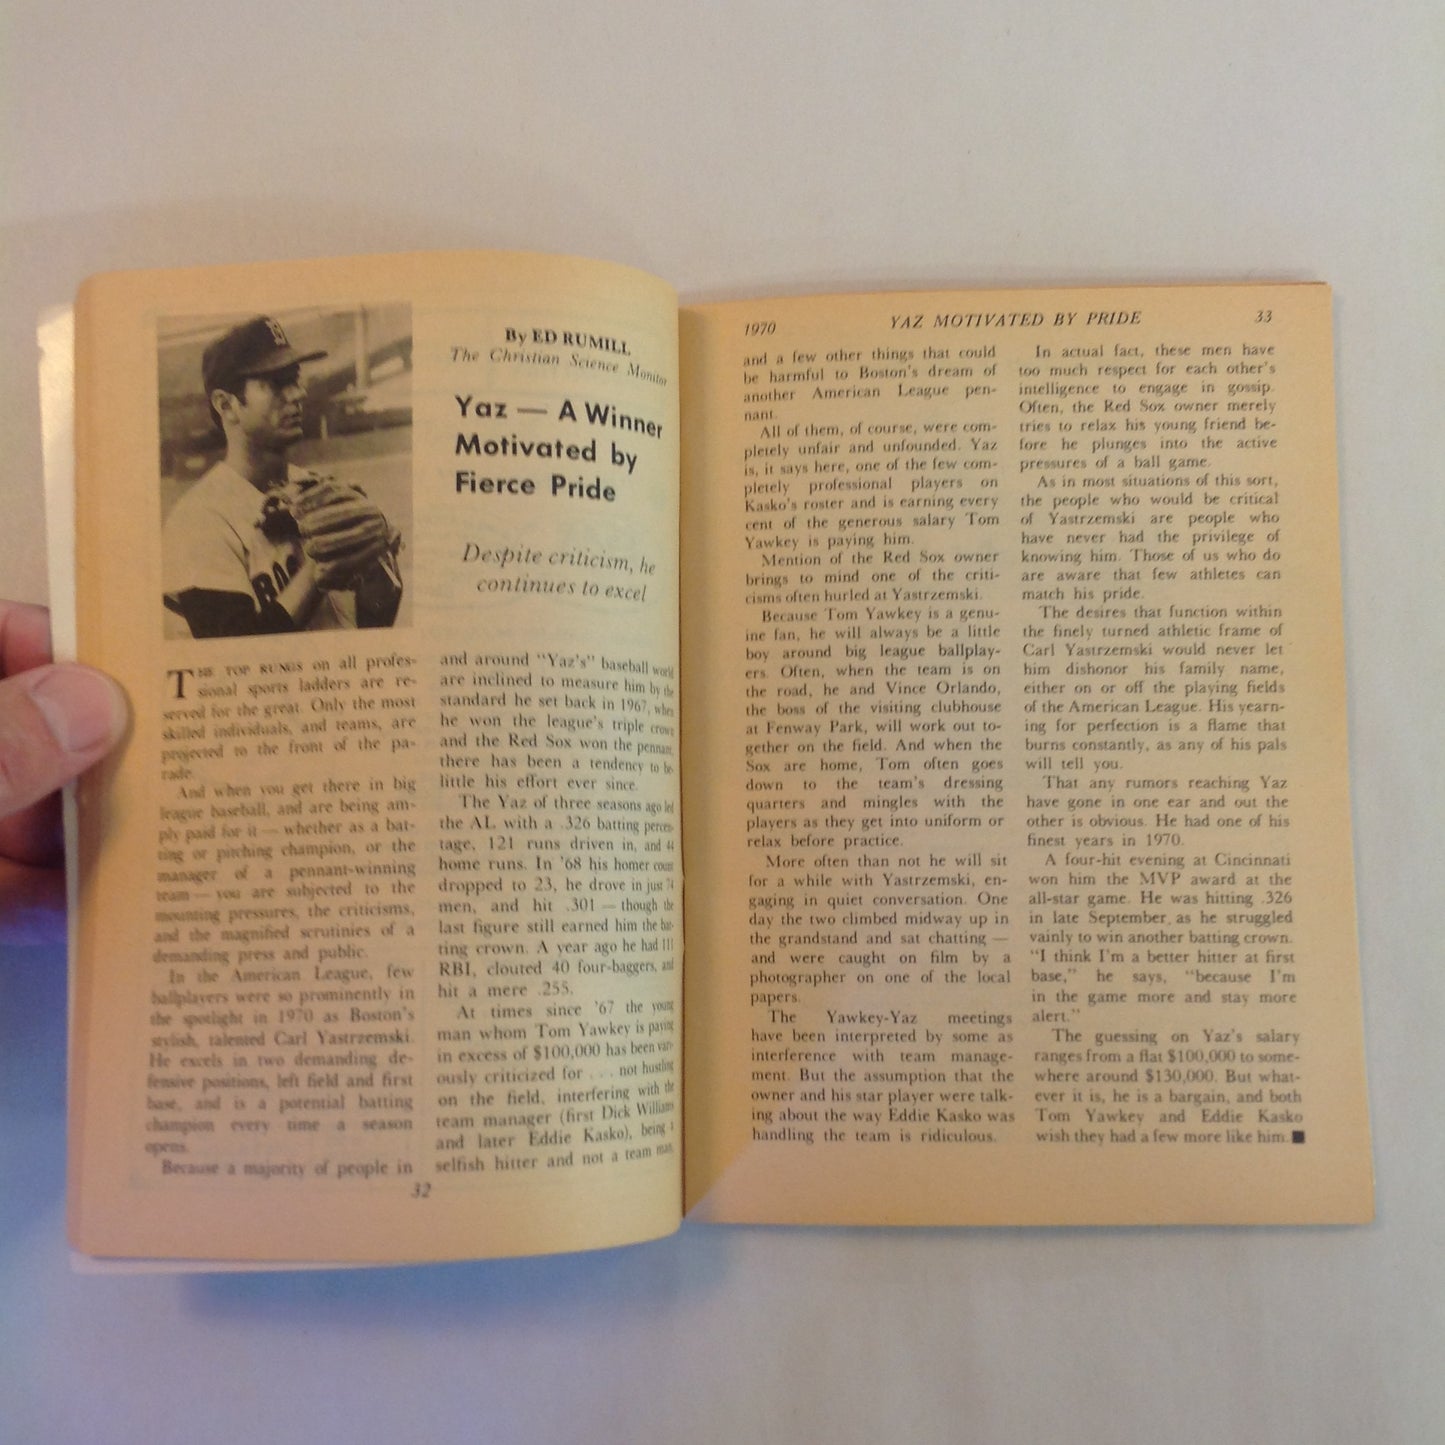 By ED RUMILL
The Christian Science Monitor
Yaz — A Winner
Motivated by
Fierce Pride
Despite criticism, he
continues to excel
THE TOP RUNGS on all profes-
sional sports ladders are re-
served for the great. Only the most
skilled individuals, and teams, are
projected to the front of the pa-
rade.
And when you get there in big
league baseball, and are being am-
ply paid for it — whether as a bat-
ting or pitching champion, or the
manager of a pennant-winning
team — you are subjected to the
mounting pressures, the criticisms,
and the magnified scrutinies of a
demanding press and public.
In the American League, few
ballplayers were so prominently in
the spotlight in 1970 as Boston's
stylish, talented Carl Yastrzemski.
He excels in two demanding de-
fensive positions, left field and first
base, and is a potential batting
champion every time a season
opens.
Because a majority of people in
and around "Yaz's" baseball world
are inclined to measure him by the
standard he set back in 1967, when
he won the league's triple crown
and the Red Sox won the pennant,
there has been a tendency to be-
little his effort ever since.
The Yaz of three seasons ago led
the AL with a .326 batting percen-
tage, 121 runs driven in, and 44
home runs. In '68 his homer count
dropped to 23, he drove in just 74
men, and hit .301 — though the
last figure still earned him the bat-
ting crown. A year ago he had 111
RBI, clouted 40 four-baggers, and
hit a mere .255.
At times since '67 the young
man whom Tom Yawkey is paying
in excess of $100,000 has been vari-
ously criticized for . . . not hustling
on the field, interfering with the
team manager (first Dick Williams
and later Eddie Kasko), being a
selfish hitter and not a team man,
32
1970 YAZ MOTIVATED BY PRIDE 33
and a few other things that could
be harmful to Boston's dream of
another American League pen-
nant.
All of them, of course, were com-
pletely unfair and unfounded. Yaz
is, it says here, one of the few com-
pletely professional players on
Kasko's roster and is earning every
cent of the generous salary Tom
Yawkey is paying him.
Mention of the Red Sox owner
brings to mind one of the criti-
cisms often hurled at Yastrzemski.
Because Tom Yawkey is a genu-
ine fan, he will always be a little
boy around big league ballplay-
ers. Often, when the team is on
the road, he and Vince Orlando,
the boss of the visiting clubhouse
at Fenway Park, will work out to-
gether on the field. And when the
Sox are home, Tom often goes
down to the team's dressing
quarters and mingles with the
players as they get into uniform or
relax before practice.
More often than not he will sit
for a while with Yastrzemski, en-
gaging in quiet conversation. One
day the two climbed midway up in
the grandstand and sat chatting —
and were caught on film by a
photographer on one of the local
papers.
The Yawkey-Yaz meetings
have been interpreted by some as
interference with team manage-
ment. But the assumption that the
owner and his star player were talk-
ing about the way Eddie Kasko was
handling the team is ridiculous.
In actual fact, these men have
too much respect for each other's
intelligence to engage in gossip.
Often, the Red Sox owner merely
tries to relax his young friend be-
fore he plunges into the active
pressures of a ball game.
As in most situations of this sort,
the people who would be critical
of Yastrzemski are people who
have never had the privilege of
knowing him. Those of us who do
are aware that few athletes can
match his pride.
The desires that function within
the finely turned athletic frame of
Carl Yastrzemski would never let
him dishonor his family name,
either on or off the playing fields
of the American League. His yearn-
ing for perfection is a flame that
burns constantly, as any of his pals
will tell you.
That any rumors reaching Yaz
have gone in one ear and out the
other is obvious. He had one of his
finest years in 1970.
A four-hit evening at Cincinnati
won him the MVP award at the
all-star game. He was hitting .326
in late September as he struggled
vainly to win another batting crown.
"I think I'm a better hitter at first
base," he says, "because I'm
in the game more and stay more
alert."
The guessing on Yaz's salary
ranges from a flat $100,000 to some-
where around $130,000. But what-
ever it is, he is a bargain, and both
Tom Yawkey and Eddie Kasko
wish they had a few more like him.■